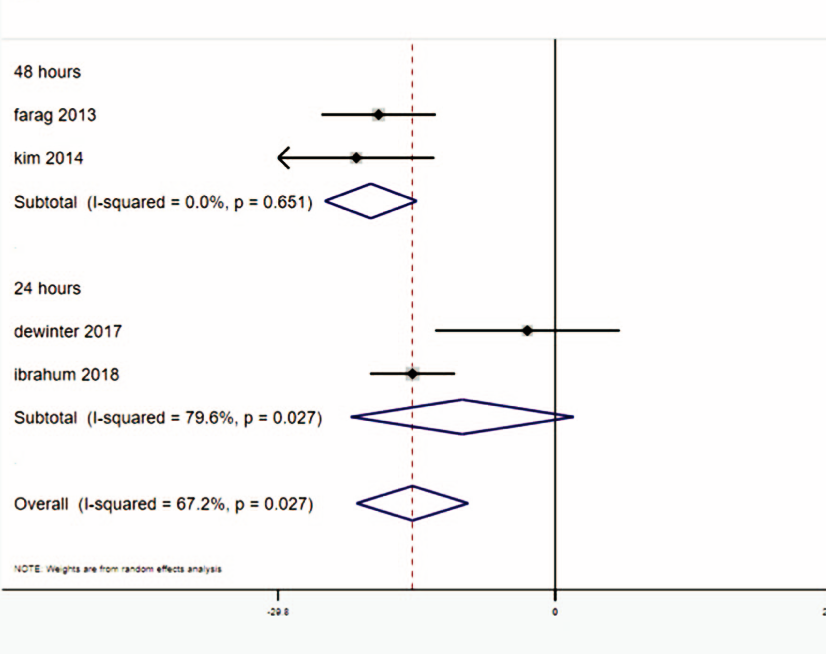 48 hours
farag 2013
kim 2014
Subtotal (I-squared = 0.0%, p = 0.651)
24 hours
dewinter 2017
ibrahum 2018
Subtotal (I-squared = 79.6%, p = 0.027)
Overall (I-squared = 67.2%, p = 0.027)
NOTE: Weights are from random effects analysis
-29.8 0